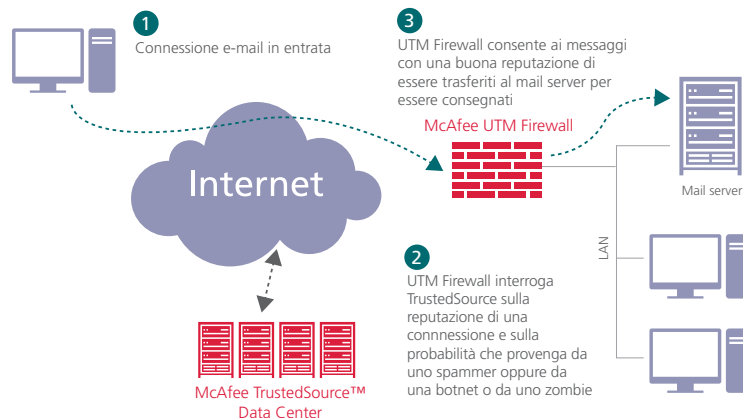 1
Connessione e-mail in entrata
3
UTM Firewall consente ai messaggi
con una buona reputazione di
essere trasferiti al mail server per
essere consegnati
McAfee UTM Firewall
Internet
Mail server
LAN
2
UTM Firewall interroga
TrustedSource sulla
reputazione di una
connnessione e sulla
probabilità che provenga da
uno spammer oppure da
una botnet o da uno zombie
McAfee TrustedSource™
Data Center